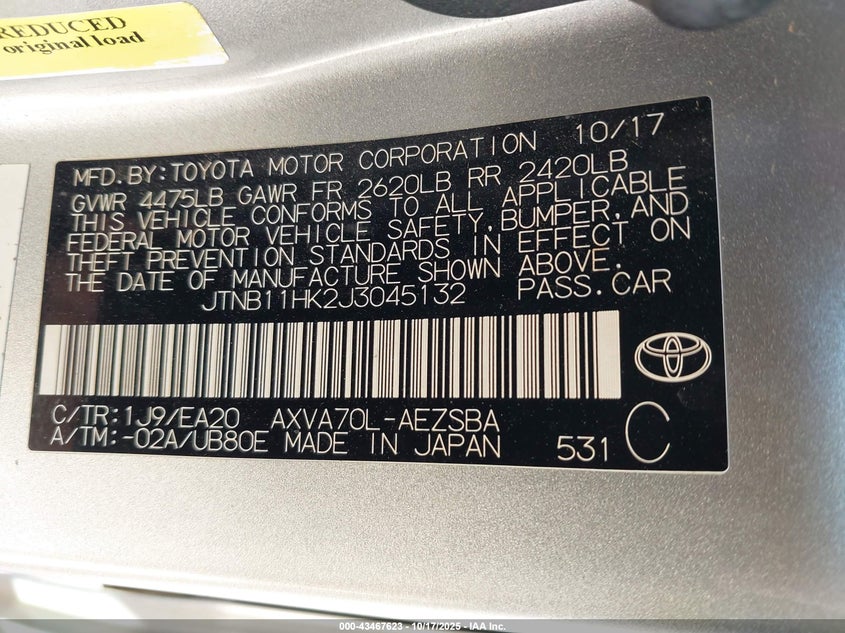 REDUCED
original load
MFD.BY:TOYOTA MOTOR CORPORATION 10/17
GVWR 4475LB GAWR FR 2620LB RR 2420LB
THIS VEHICLE CONFORMS TO ALL APPLICABLE
FEDERAL MOTOR VEHICLE SAFETY,BUMPER,AND
THEFT PREVENTION STANDARDS IN EFFECT ON
THE DATE OF MANUFACTURE SHOWN ABOVE.
JTNB11HK2J3045132 PASS.CAR
C/TR:1J9/EA20 AXVA70L-AEZSBA
A/TM:-02A/UB80E MADE IN JAPAN 531 C
000-43467623 - 10/17/2025 - IAA Inc.